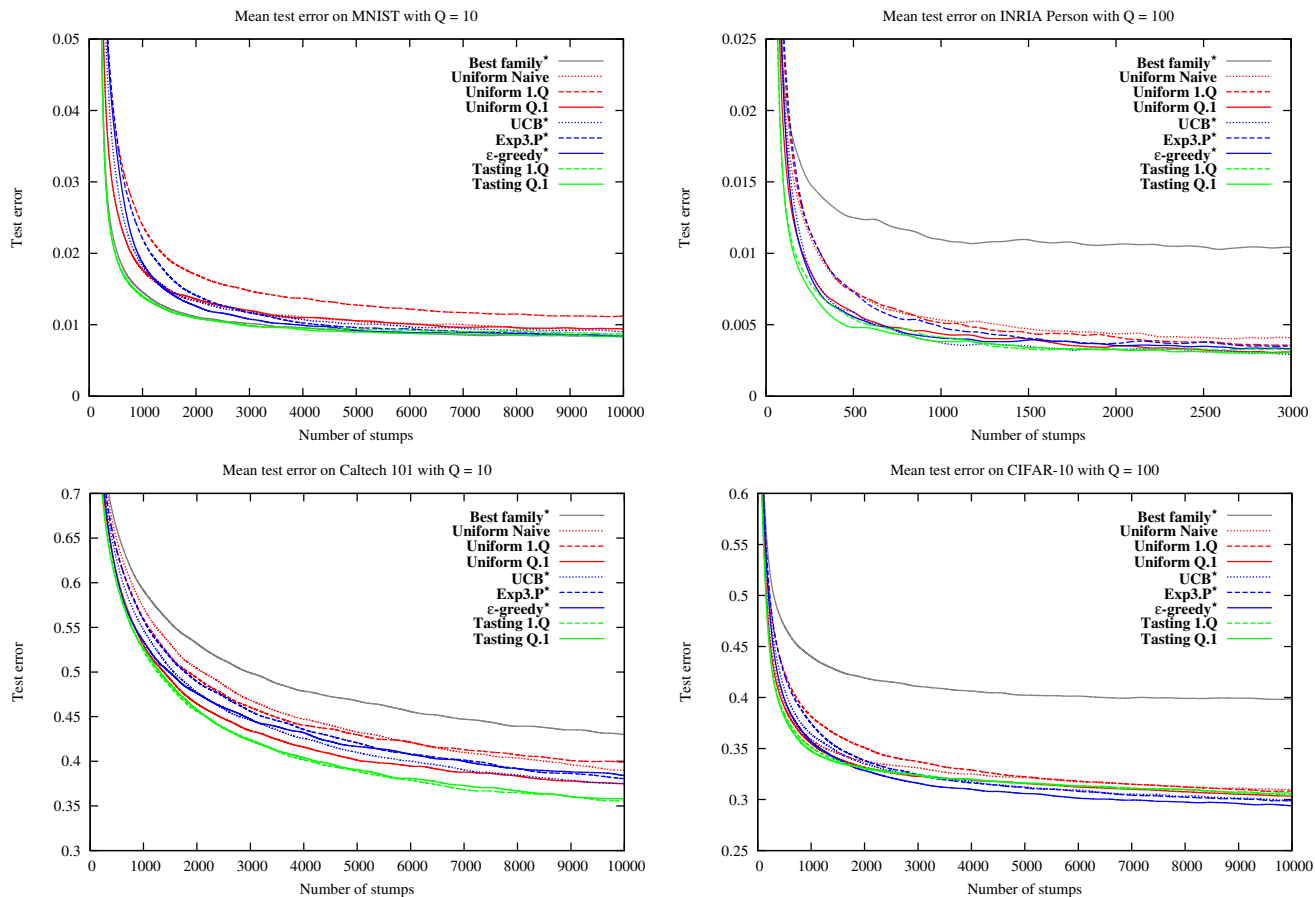 Mean test error on MNIST with Q = 10
Test error
0.05
0.04
0.03
0.02
0.01
0
Best family★
Uniform Naive
Uniform 1.Q
Uniform Q.1
UCB★
Exp3.P★
ε-greedy★
Tasting 1.Q
Tasting Q.1
0 1000 2000 3000 4000 5000 6000 7000 8000 9000 10000
Number of stumps
Mean test error on INRIA Person with Q = 100
Test error
0.025
0.02
0.015
0.01
0.005
0
Best family★
Uniform Naive
Uniform 1.Q
Uniform Q.1
UCB★
Exp3.P★
ε-greedy★
Tasting 1.Q
Tasting Q.1
0 500 1000 1500 2000 2500 3000
Number of stumps
Mean test error on Caltech 101 with Q = 10
Test error
0.7
0.65
0.6
0.55
0.5
0.45
0.4
0.35
0.3
Best family★
Uniform Naive
Uniform 1.Q
Uniform Q.1
UCB★
Exp3.P★
ε-greedy★
Tasting 1.Q
Tasting Q.1
0 1000 2000 3000 4000 5000 6000 7000 8000 9000 10000
Number of stumps
Mean test error on CIFAR-10 with Q = 100
Test error
0.6
0.55
0.5
0.45
0.4
0.35
0.3
0.25
Best family★
Uniform Naive
Uniform 1.Q
Uniform Q.1
UCB★
Exp3.P★
ε-greedy★
Tasting 1.Q
Tasting Q.1
0 1000 2000 3000 4000 5000 6000 7000 8000 9000 10000
Number of stumps